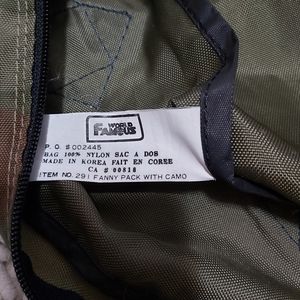 WORLD
FAMOUS
P. O. # 002445
BAG 100% NYLON SAC A DOS
MADE IN KOREA FAIT EN COREE
CA # 00818
ITEM NO. 291 FANNY PACK WITH CAMO